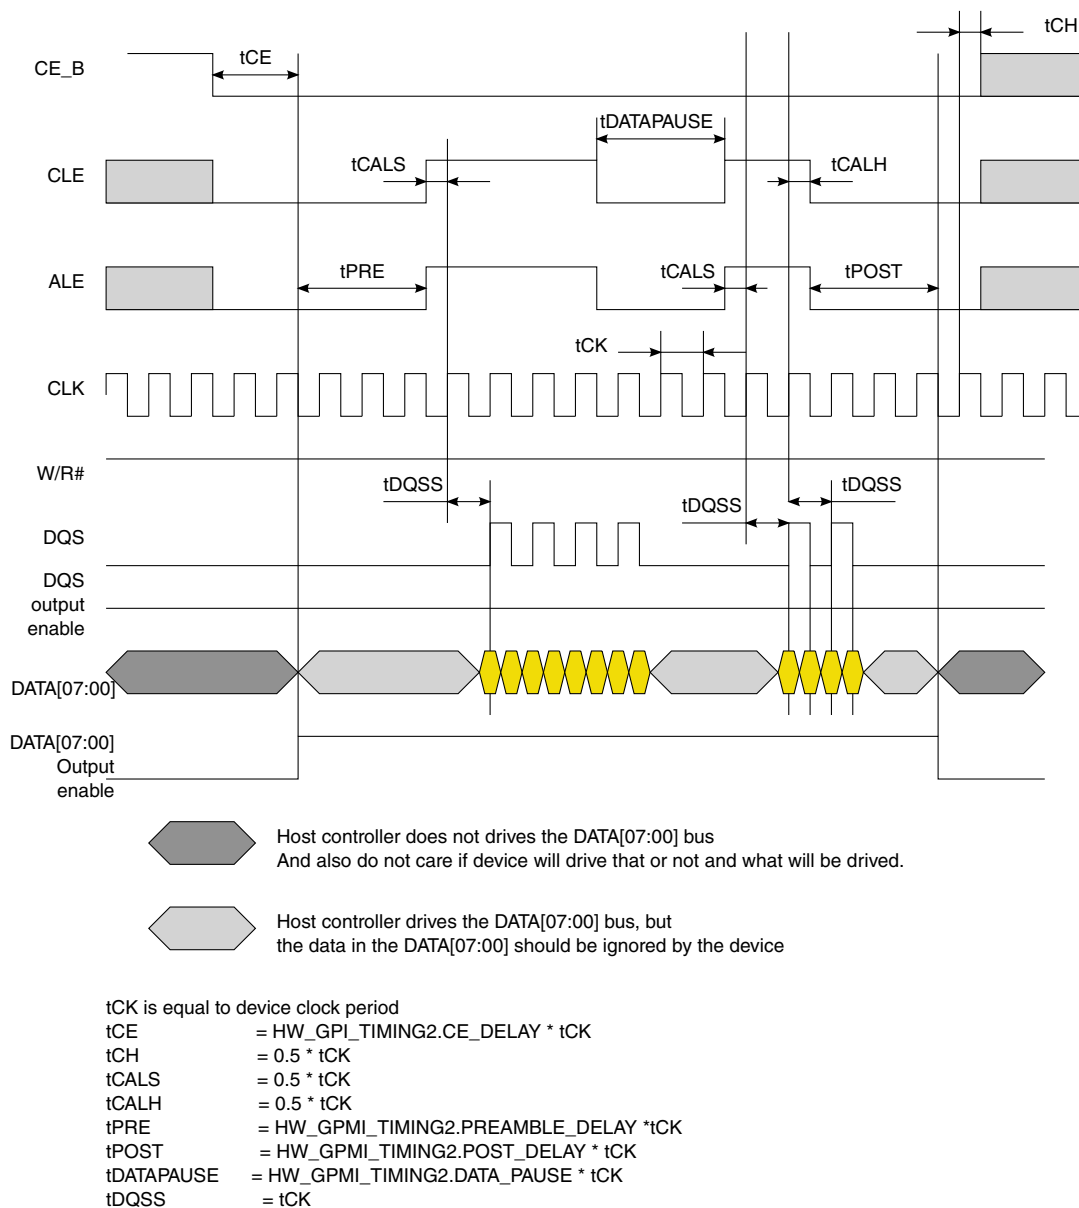 tCH
tCE
CE_B
tDATAPAUSE
tCALS
tCALH
CLE
tPRE
tCALS
tPOST
ALE
tCK
CLK
W/R#
tDQSS
tDQSS
tDQSS
DQS
DQS
output
enable
DATA[07:00]
DATA[07:00]
Output
enable
Host controller does not drives the DATA[07:00] bus
And also do not care if device will drive that or not and what will be drived.
Host controller drives the DATA[07:00] bus, but
the data in the DATA[07:00] should be ignored by the device
tCK is equal to device clock period
tCE = HW_GPI_TIMING2.CE_DELAY * tCK
tCH = 0.5 * tCK
tCALS = 0.5 * tCK
tCALH = 0.5 * tCK
tPRE = HW_GPMI_TIMING2.PREAMBLE_DELAY *tCK
tPOST = HW_GPMI_TIMING2.POST_DELAY * tCK
tDATAPAUSE = HW_GPMI_TIMING2.DATA_PAUSE * tCK
tDQSS = tCK